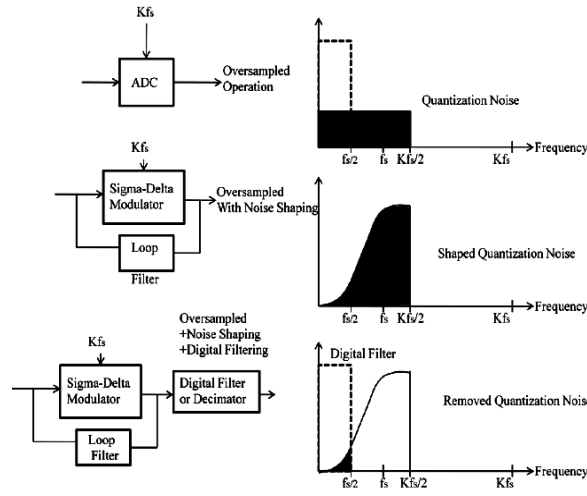 Kfs
ADC
Oversampled
Operation
Quantization Noise
fs/2
fs
Kfs/2
Kfs
Frequency
Kfs
Sigma-Delta
Modulator
Oversampled
With Noise Shaping
Loop
Filter
Shaped Quantization Noise
fs/2
fs
Kfs/2
Kfs
Frequency
Oversampled
+Noise Shaping
+Digital Filtering
Kfs
Sigma-Delta
Modulator
Digital Filter
or Decimator
Loop
Filter
Digital Filter
Removed Quantization Noise
fs/2
fs
Kfs/2
Kfs
Frequency